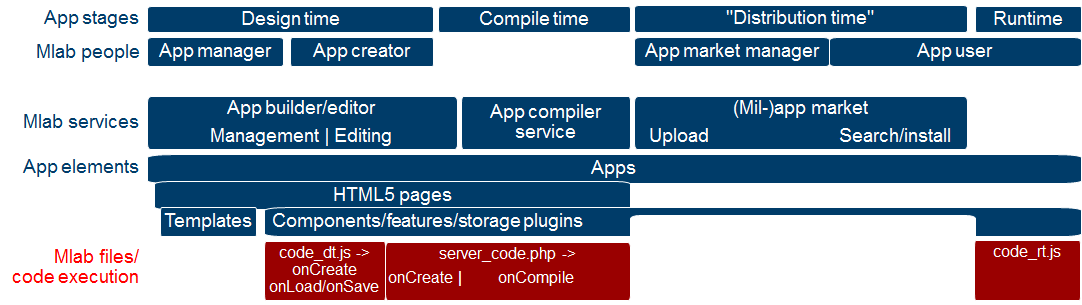 App stages Design time Compile time "Distribution time" Runtime
Mlab people App manager App creator App market manager App user
Mlab services App builder/editor
Management | Editing
App compiler
service
(Mil-)app market
Upload Search/install
App elements Apps
HTML5 pages
Templates Components/features/storage plugins
Mlab files/
code execution
code_dt.js ->
onCreate
onLoad/onSave
server_code.php ->
onCreate | onCompile
code_rt.js